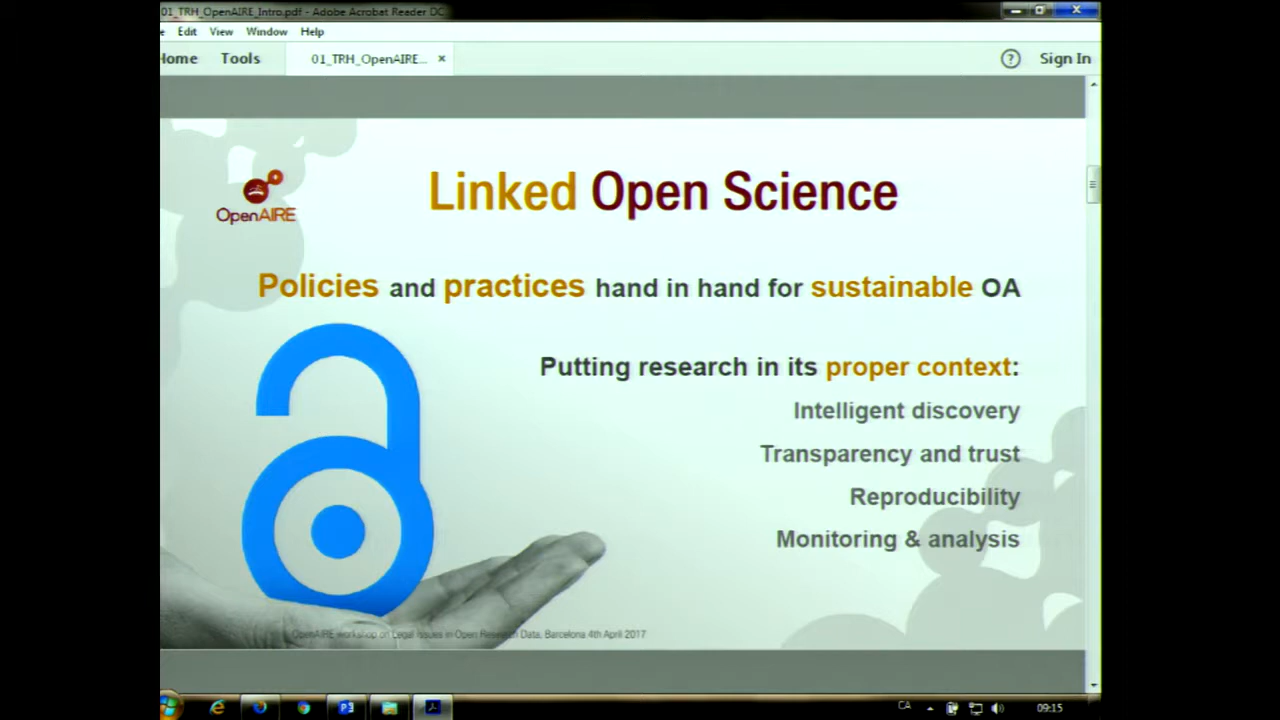 01_TRH_OpenAIRE_Intro.pdf - Adobe Acrobat Reader DC
Edit View Window Help
Home Tools 01_TRH_OpenAIRE... × ? Sign In
OpenAIRE
Linked Open Science
Policies and practices hand in hand for sustainable OA
Putting research in its proper context:
Intelligent discovery
Transparency and trust
Reproducibility
Monitoring & analysis
OpenAIRE workshop on Legal issues in Open Research Data, Barcelona 4th April 2017
CA 09:15